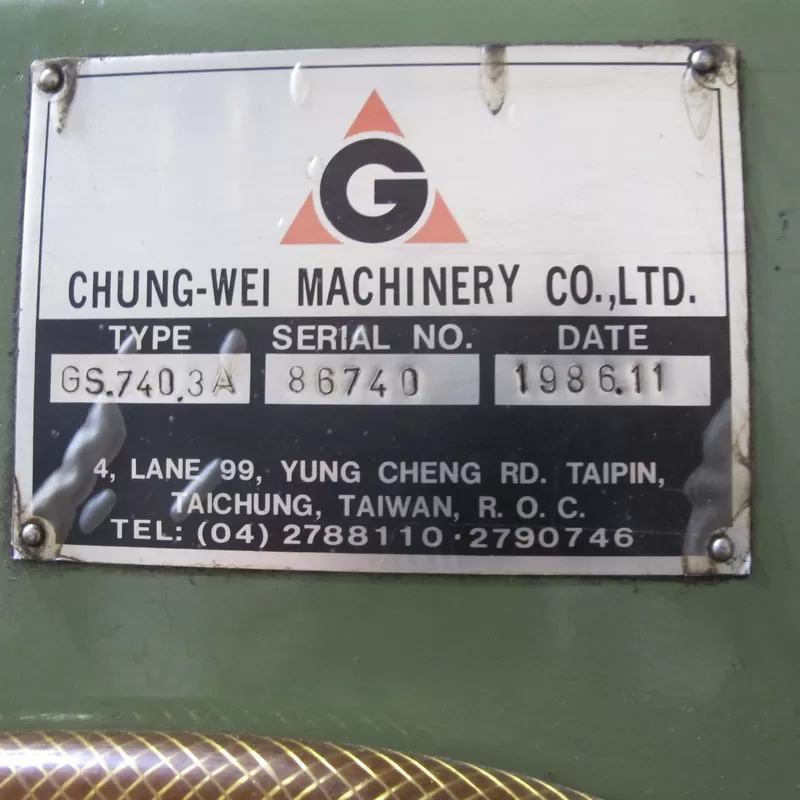 G
CHUNG-WEI MACHINERY CO.,LTD.
TYPE SERIAL NO. DATE
GS.740.3A 86740 1986.11
4, LANE 99, YUNG CHENG RD. TAIPIN,
TAICHUNG, TAIWAN, R. O. C.
TEL: (04) 2788110·2790746